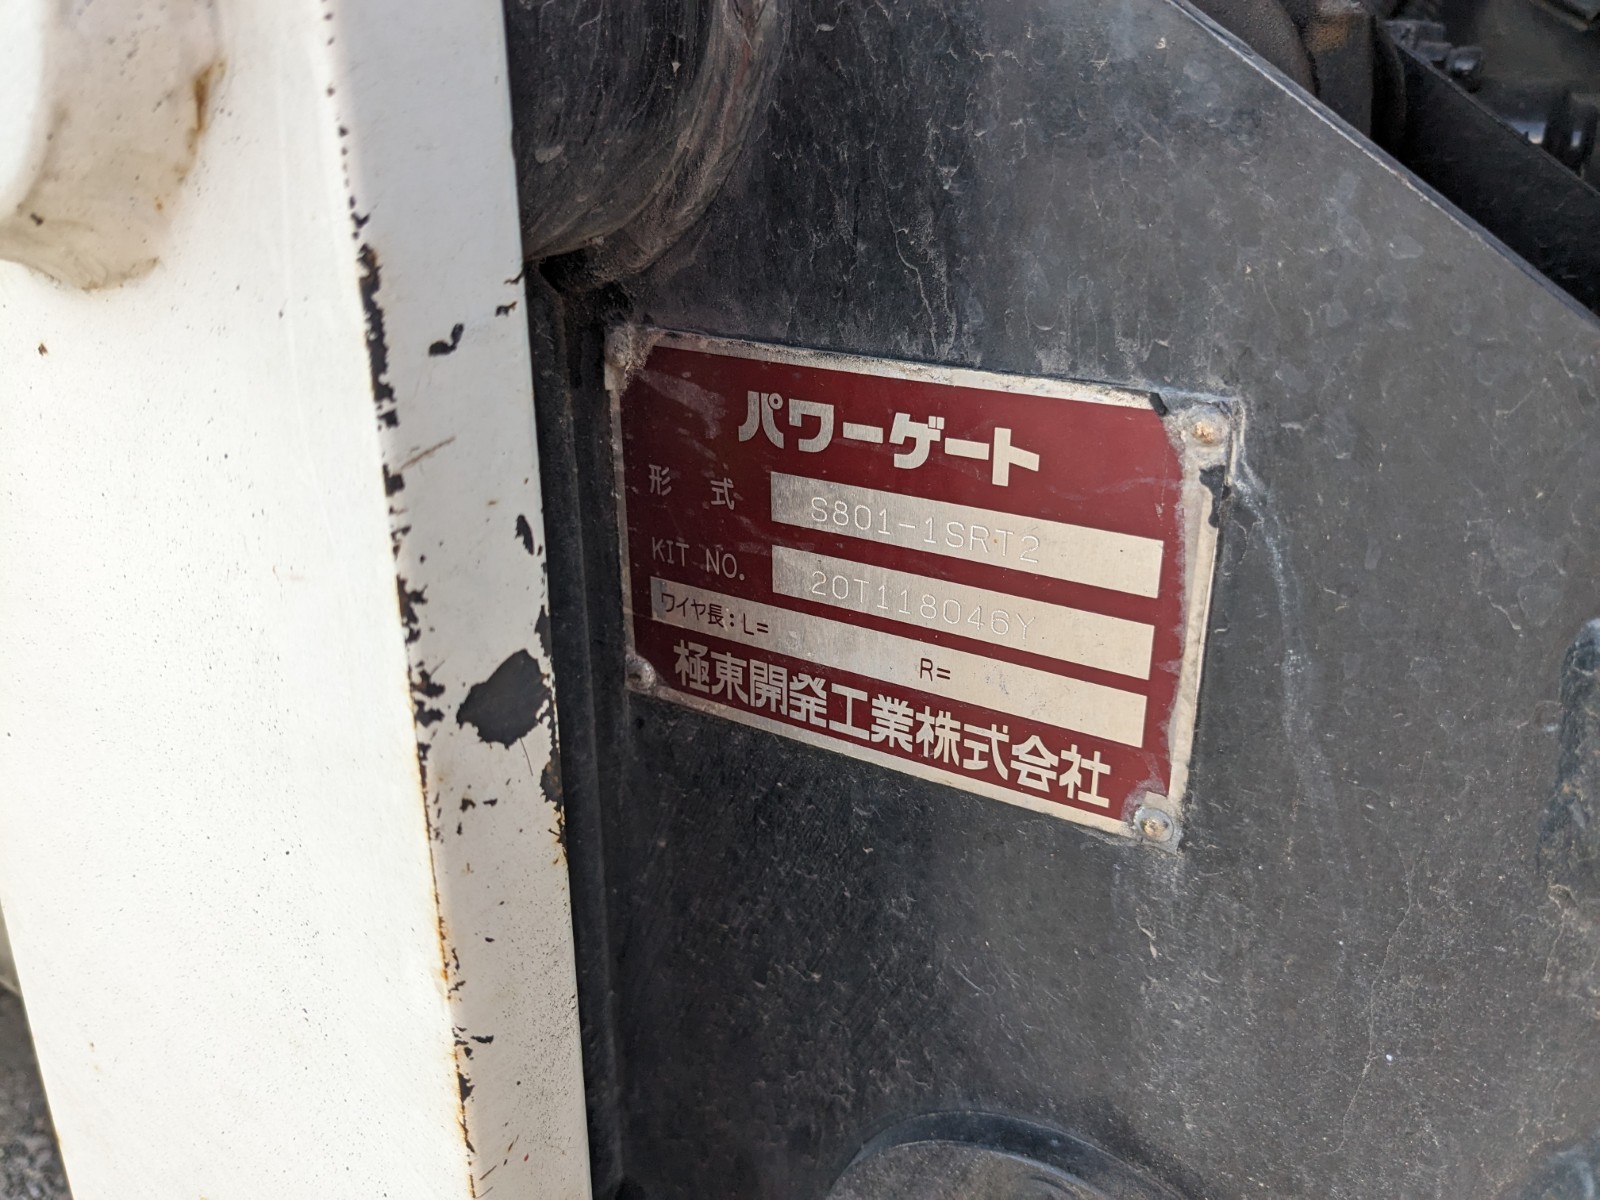 パワーゲート
形 式 S801-1SRT2
KIT NO. 20T118046Y
ワイヤ長:L= R=
極東開発工業株式会社